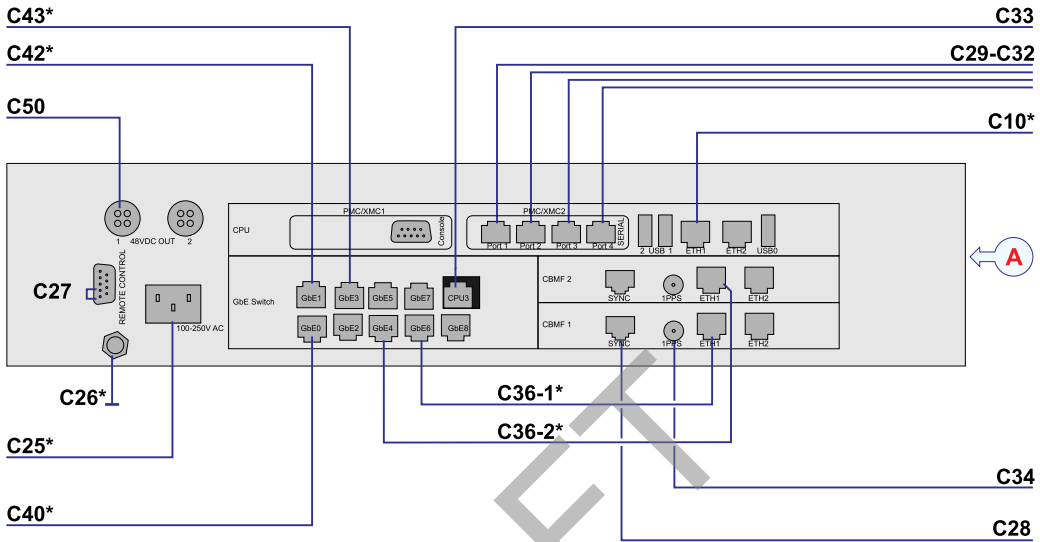 C43*
C33
C42*
C29-C32
C50
C10*
PMC/XMC1
PMC/XMC2
CPU
Console
Port 1
Port 2
Port 3
Port 4
SERIAL
2 USB 1
ETH1
ETH2
USB0
1 48VDC OUT 2
A
C27
REMOTE CONTROL
100-250V AC
GbE Switch
GbE1
GbE3
GbE5
GbE7
CPU3
GbE0
GbE2
GbE4
GbE6
GbE8
CBMF 2
SYNC
1PPS
ETH1
ETH2
CBMF 1
SYNC
1PPS
ETH1
ETH2
C26*
C36-1*
C36-2*
C25*
C34
C40*
C28